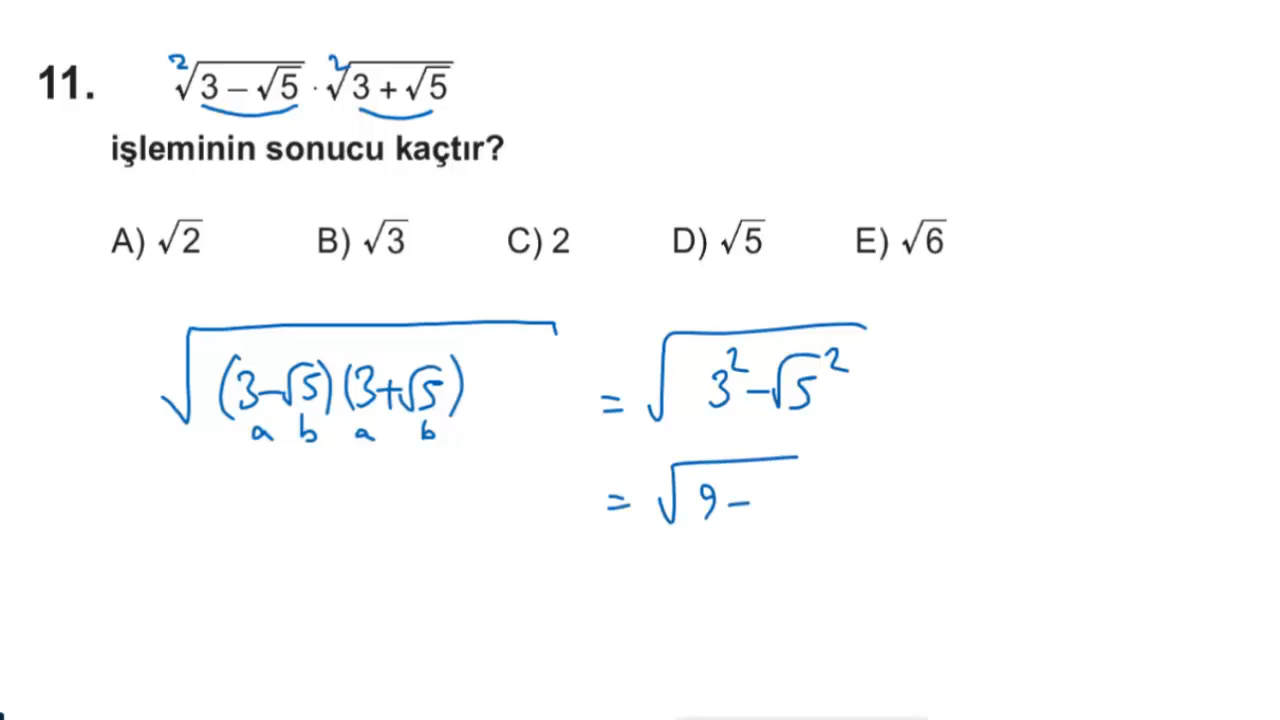 11. ²√(3 – √5) · ²√(3 + √5)
işleminin sonucu kaçtır?
A) √2 B) √3 C) 2 D) √5 E) √6
√((3-√5)(3+√5)) = √(3² - √5²)
a b a b
= √(9 -